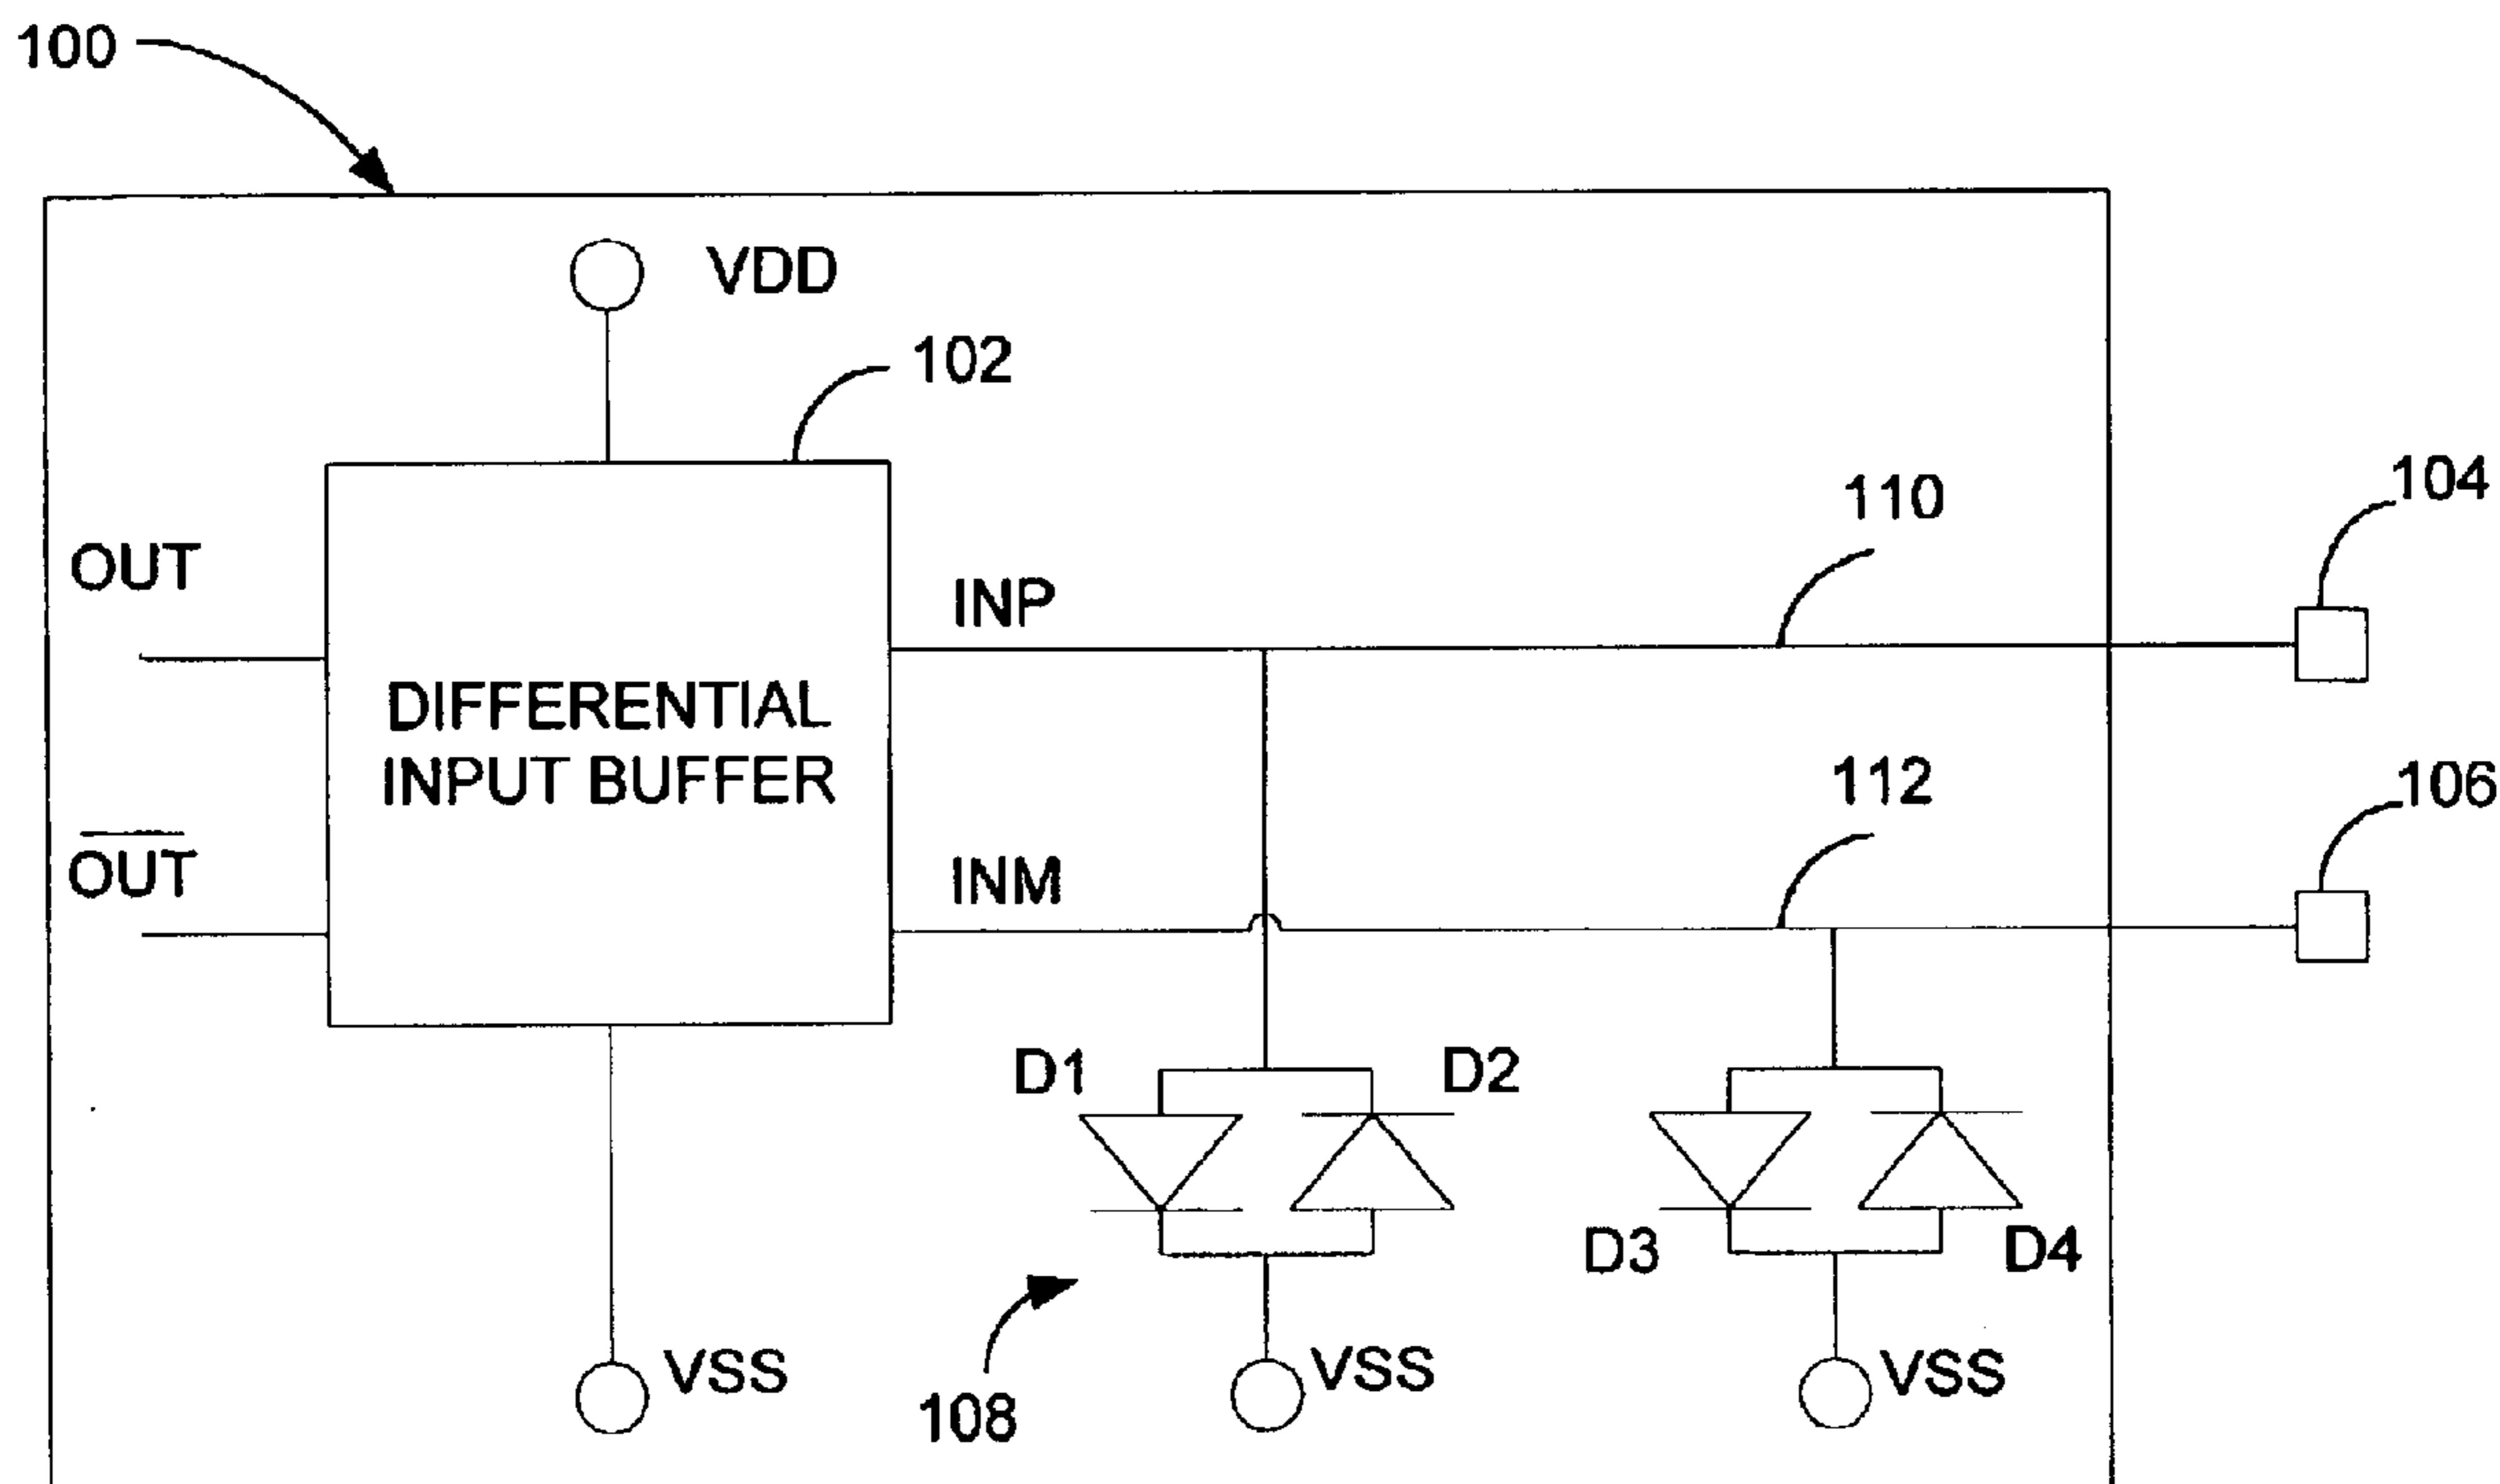 100
VDD
102
104
110
OUT
INP
DIFFERENTIAL
INPUT BUFFER
112
106
O̅U̅T̅
INM
D1
D2
D3
D4
VSS
VSS
VSS
108